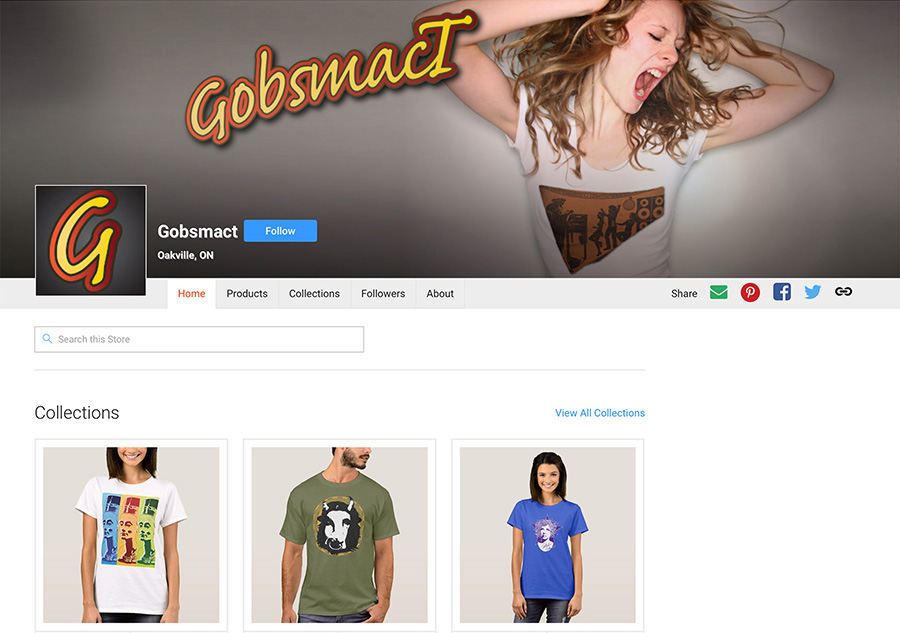 GobsmacT
G
Gobsmact
Follow
Oakville, ON
Home Products Collections Followers About Share
Search this Store
Collections View All Collections